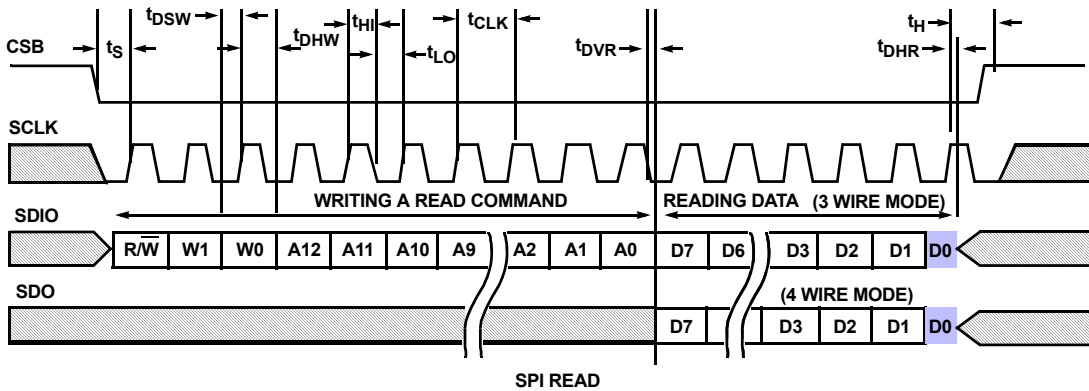 tDSW tHI tCLK tH
CSB tS tDHW tLO tDVR tDHR
SCLK
WRITING A READ COMMAND READING DATA (3 WIRE MODE)
SDIO
R/W̅ W1 W0 A12 A11 A10 A9 A2 A1 A0 D7 D6 D3 D2 D1 D0
SDO (4 WIRE MODE)
D7 D3 D2 D1 D0
SPI READ